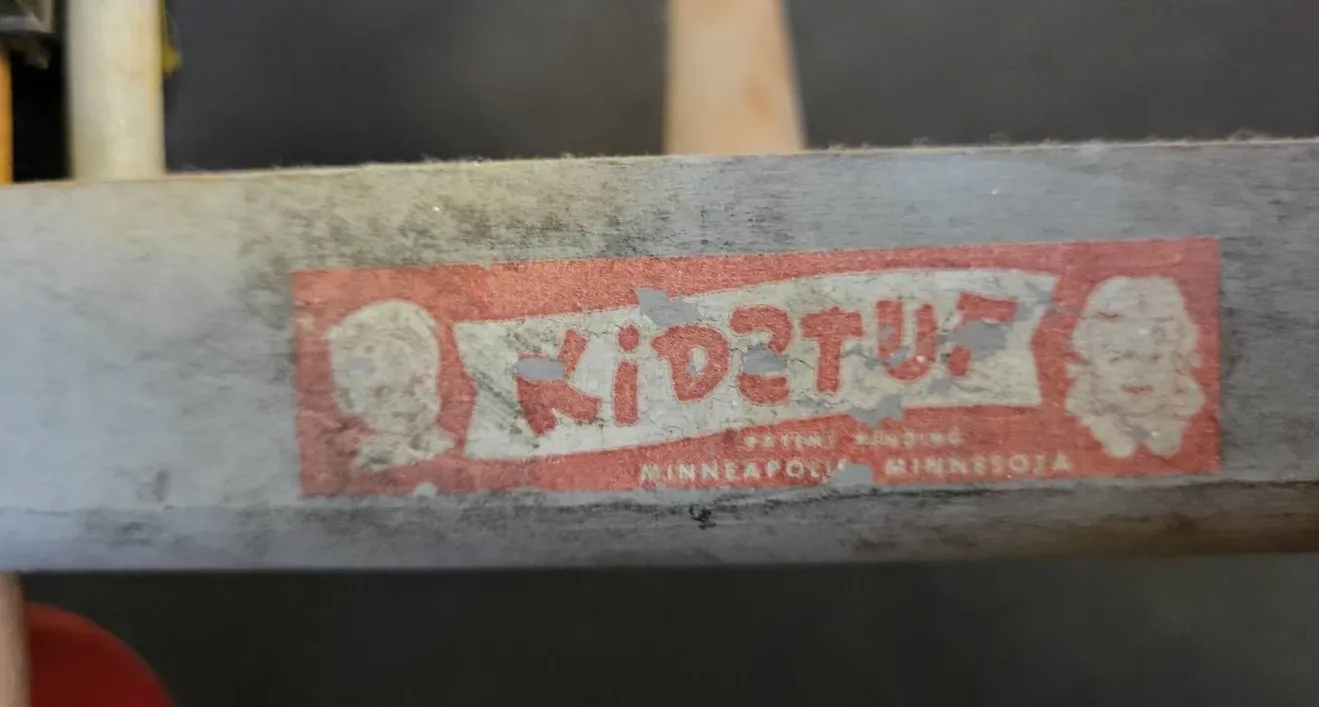 KiDSTUF
PATENT PENDING
MINNEAPOLIS MINNESOTA